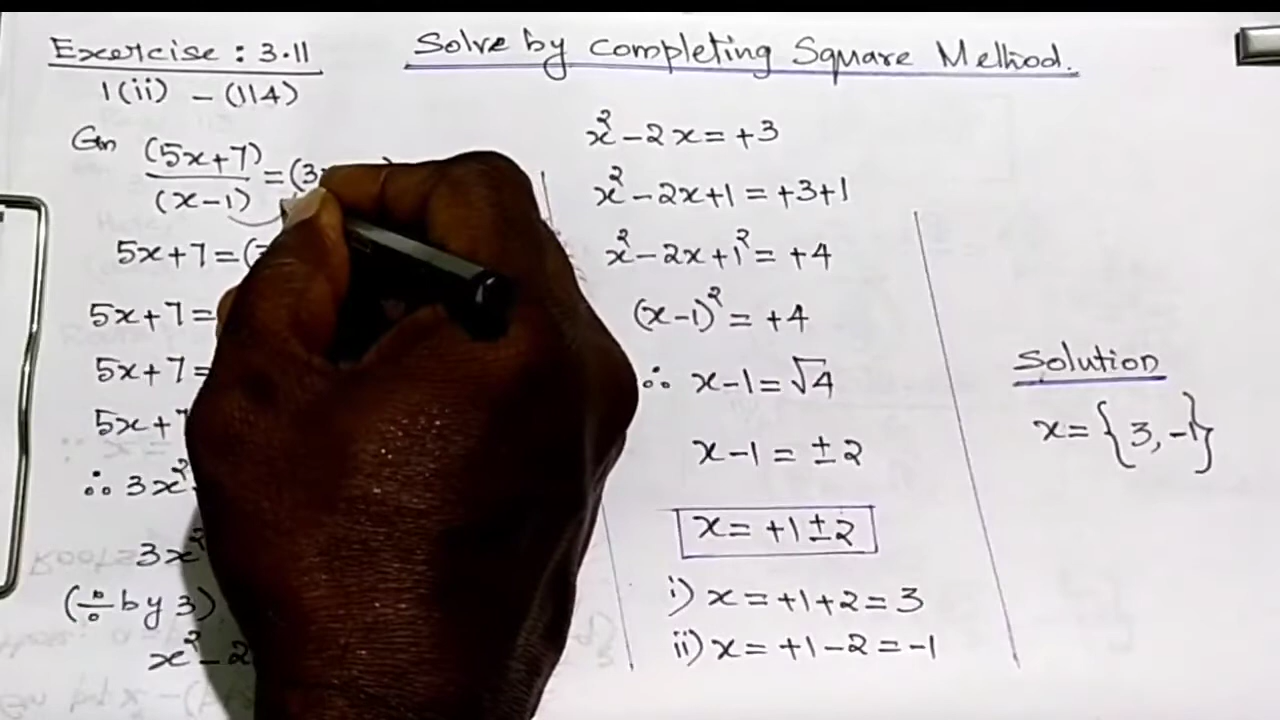 Exercise : 3.11
1(ii) - (114)
Solve by Completing Square Method.
Gn (5x+7)/(x-1) = (3
5x+7=(
5x+7=
5x+7=
5x+
∴ 3x²
3x²
(÷ by 3)
x²-2
x²-2x=+3
x²-2x+1=+3+1
x²-2x+1²=+4
(x-1)²=+4
∴ x-1=√4
x-1=±2
x=+1±2
i) x=+1+2=3
ii) x=+1-2=-1
Solution
x={3,-1}